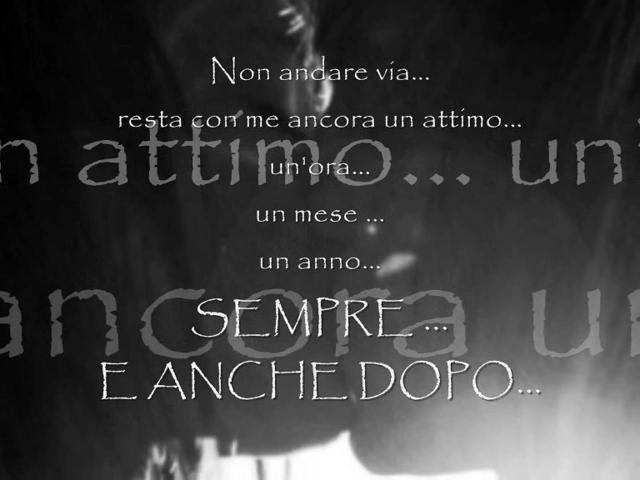 Non andare via...
resta con me ancora un attimo...
n attimo... un'
un'ora...
un mese ...
un anno...
ancora un
SEMPRE ...
E ANCHE DOPO...